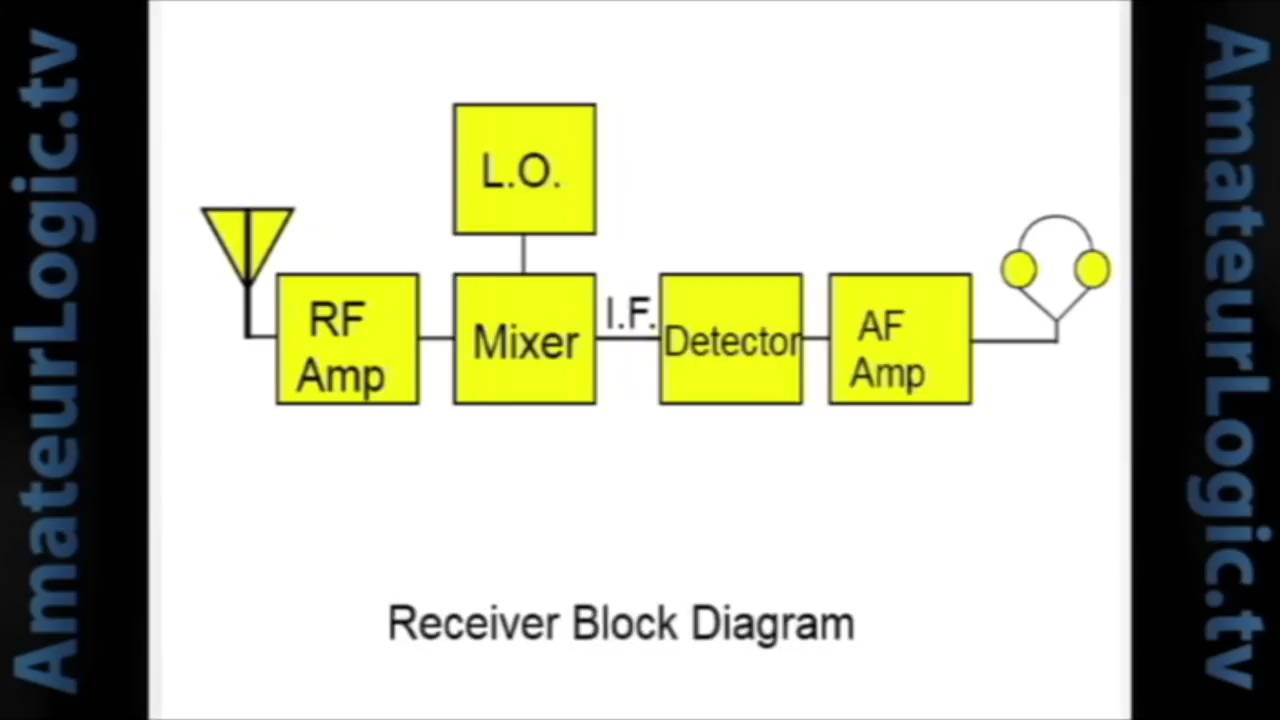 AmateurLogic.tv
L.O.
RF
Amp
Mixer
I.F.
Detector
AF
Amp
Receiver Block Diagram
AmateurLogic.tv